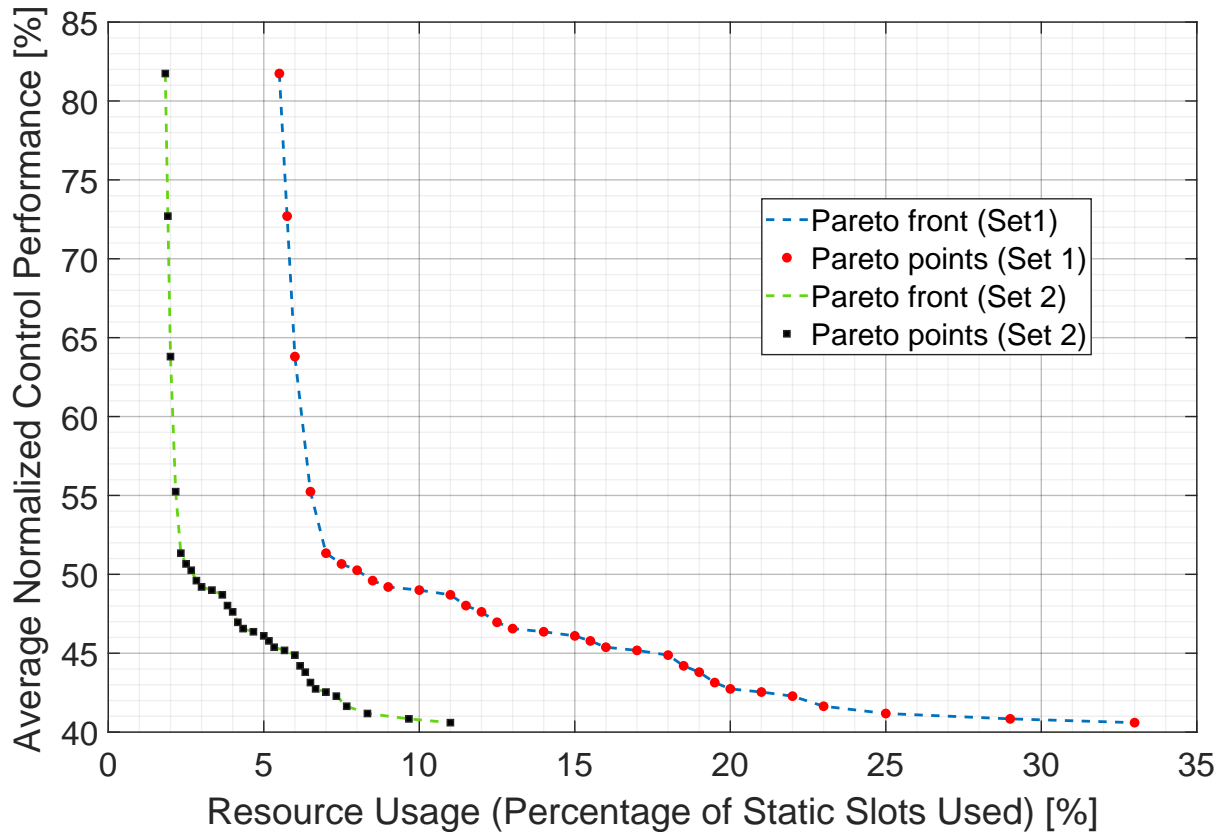 Average Normalized Control Performance [%]
85
80
75
70
65
60
55
50
45
40
Pareto front (Set1)
Pareto points (Set 1)
Pareto front (Set 2)
Pareto points (Set 2)
0 5 10 15 20 25 30 35
Resource Usage (Percentage of Static Slots Used) [%]